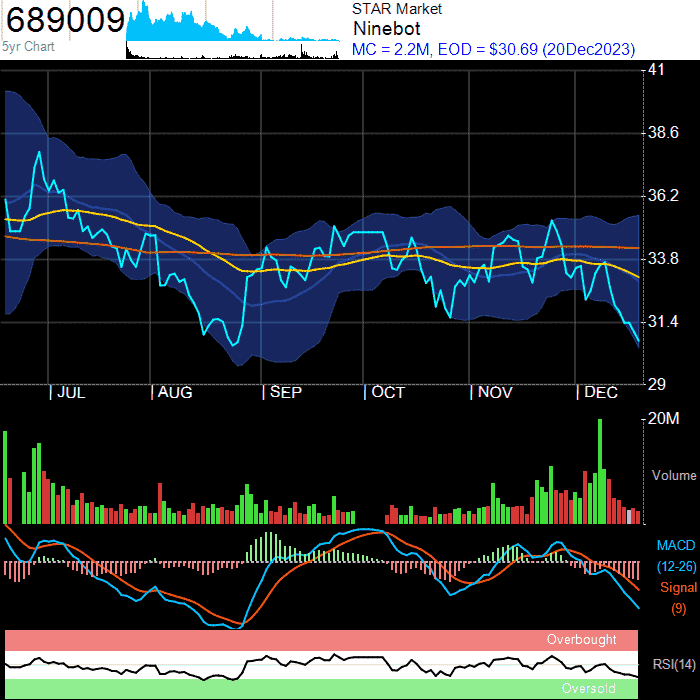 689009
5yr Chart
STAR Market
Ninebot
MC = 2.2M, EOD = $30.69 (20Dec2023)
41
38.6
36.2
33.8
31.4
29
| JUL | AUG | SEP | OCT | NOV | DEC
20M
Volume
MACD
(12-26)
Signal
(9)
Overbought
RSI(14)
Oversold